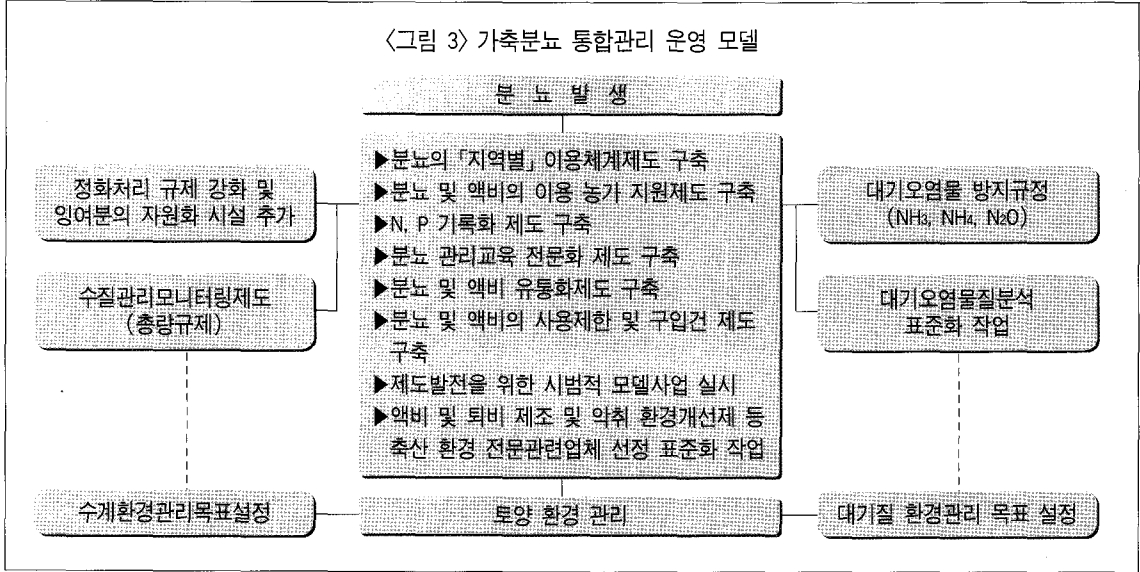 〈그림 3〉 가축분뇨 통합관리 운영 모델
분 뇨 발 생
▶분뇨의 「지역별」 이용체계제도 구축
▶분뇨 및 액비의 이용 농가 지원제도 구축
▶N, P 기록화 제도 구축
▶분뇨 관리교육 전문화 제도 구축
▶분뇨 및 액비 유통화제도 구축
▶분뇨 및 액비의 사용제한 및 구입건 제도
구축
▶제도발전을 위한 시범적 모델사업 실시
▶액비 및 퇴비 제조 및 악취 환경개선제 등
축산 환경 전문관련업체 선정 표준화 작업
정화처리 규제 강화 및
잉여분의 자원화 시설 추가
수질관리모니터링제도
(총량규제)
대기오염물 방지규정
(NH₃, NH₄, N₂O)
대기오염물질분석
표준화 작업
수계환경관리목표설정
토양 환경 관리
대기질 환경관리 목표 설정